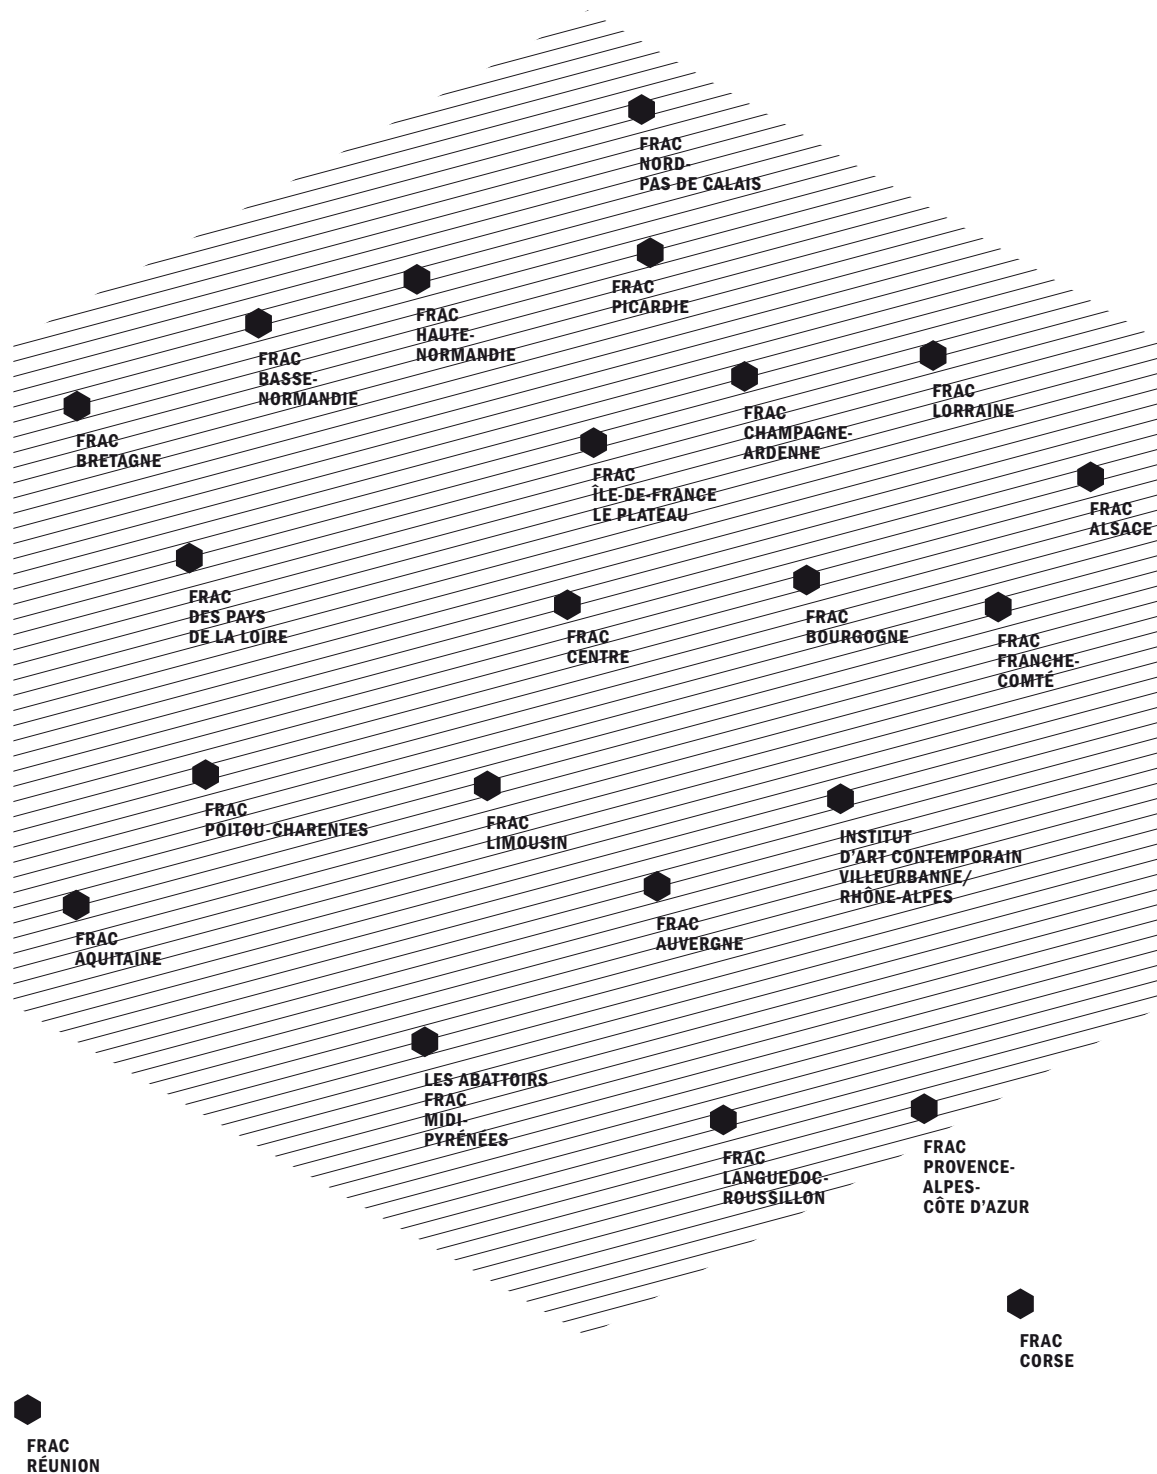 FRAC
NORD-
PAS DE CALAIS
FRAC
PICARDIE
FRAC
HAUTE-
NORMANDIE
FRAC
BASSE-
NORMANDIE
FRAC
LORRAINE
FRAC
CHAMPAGNE-
ARDENNE
FRAC
BRETAGNE
FRAC
ÎLE-DE-FRANCE
LE PLATEAU
FRAC
ALSACE
FRAC
DES PAYS
DE LA LOIRE
FRAC
CENTRE
FRAC
BOURGOGNE
FRAC
FRANCHE-
COMTÉ
FRAC
POITOU-CHARENTES
FRAC
LIMOUSIN
INSTITUT
D'ART CONTEMPORAIN
VILLEURBANNE/
RHÔNE-ALPES
FRAC
AQUITAINE
FRAC
AUVERGNE
LES ABATTOIRS
FRAC
MIDI-
PYRÉNÉES
FRAC
LANGUEDOC-
ROUSSILLON
FRAC
PROVENCE-
ALPES-
CÔTE D'AZUR
FRAC
CORSE
FRAC
RÉUNION